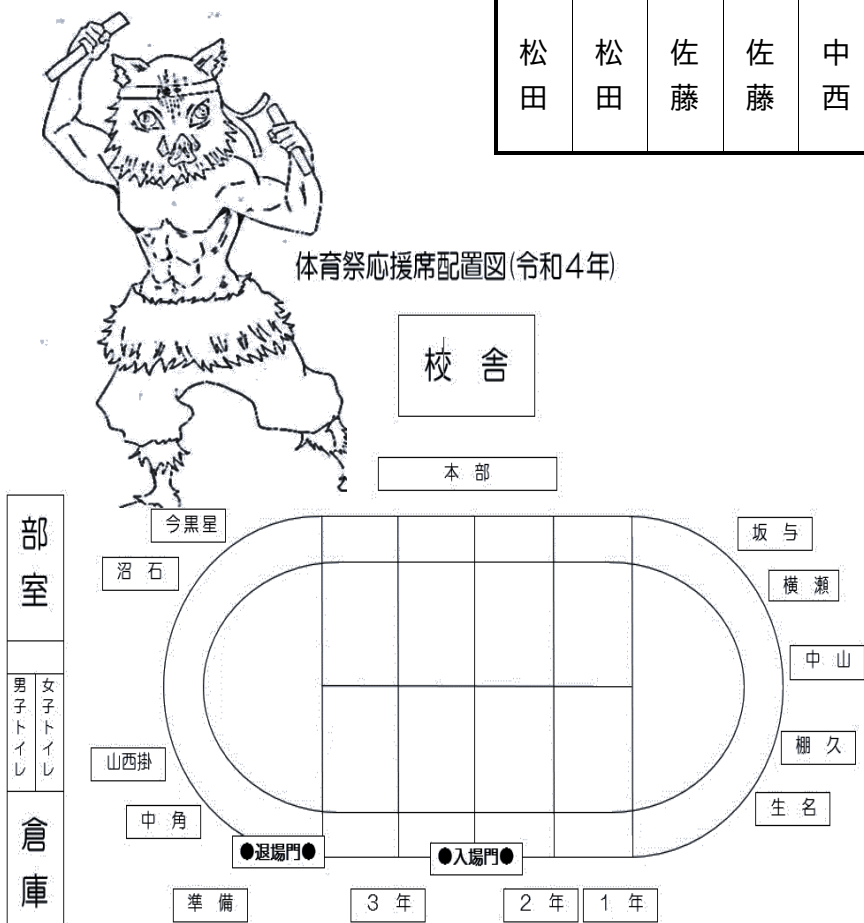 松田
松田
佐藤
佐藤
中西
体育祭応援席配置図(令和４年)
校 舎
本 部
部室
今黒星
坂 与
沼 石
横 瀬
中 山
男子トイレ
女子トイレ
山西掛
棚 久
中 角
生 名
倉庫
●退場門●
●入場門●
準 備
３ 年
２ 年
１ 年